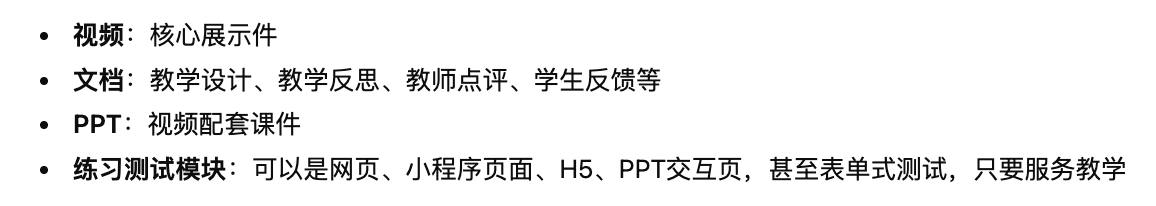 • 视频：核心展示件
• 文档：教学设计、教学反思、教师点评、学生反馈等
• PPT：视频配套课件
• 练习测试模块：可以是网页、小程序页面、H5、PPT交互页，甚至表单式测试，只要服务教学